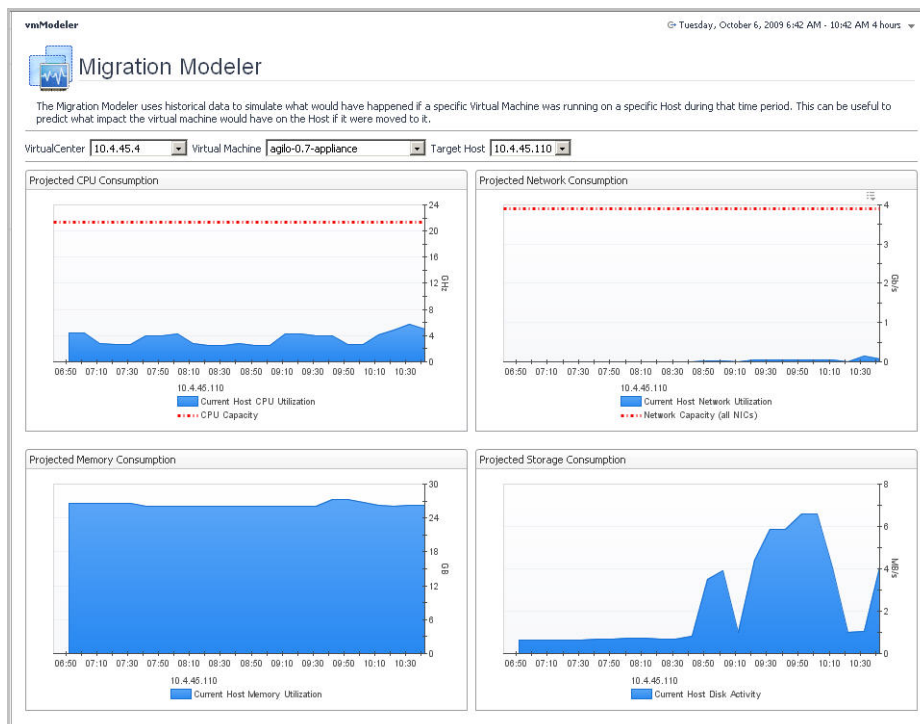 vmModeler
Tuesday, October 6, 2009 6:42 AM - 10:42 AM 4 hours
Migration Modeler
The Migration Modeler uses historical data to simulate what would have happened if a specific Virtual Machine was running on a specific Host during that time period. This can be useful to
predict what impact the virtual machine would have on the Host if it were moved to it.
VirtualCenter 10.4.45.4 Virtual Machine agilo-0.7-appliance Target Host 10.4.45.110
Projected CPU Consumption
24
20
16
12
8
4
0
GHz
06:50 07:10 07:30 07:50 08:10 08:30 08:50 09:10 09:30 09:50 10:10 10:30
10.4.45.110
Current Host CPU Utilization
CPU Capacity
Projected Network Consumption
4
3
2
1
0
Gb/s
06:50 07:10 07:30 07:50 08:10 08:30 08:50 09:10 09:30 09:50 10:10 10:30
10.4.45.110
Current Host Network Utilization
Network Capacity (all NICs)
Projected Memory Consumption
30
24
18
12
6
0
GB
06:50 07:10 07:30 07:50 08:10 08:30 08:50 09:10 09:30 09:50 10:10 10:30
10.4.45.110
Current Host Memory Utilization
Projected Storage Consumption
8
6
4
2
0
MB/s
06:50 07:10 07:30 07:50 08:10 08:30 08:50 09:10 09:30 09:50 10:10 10:30
10.4.45.110
Current Host Disk Activity